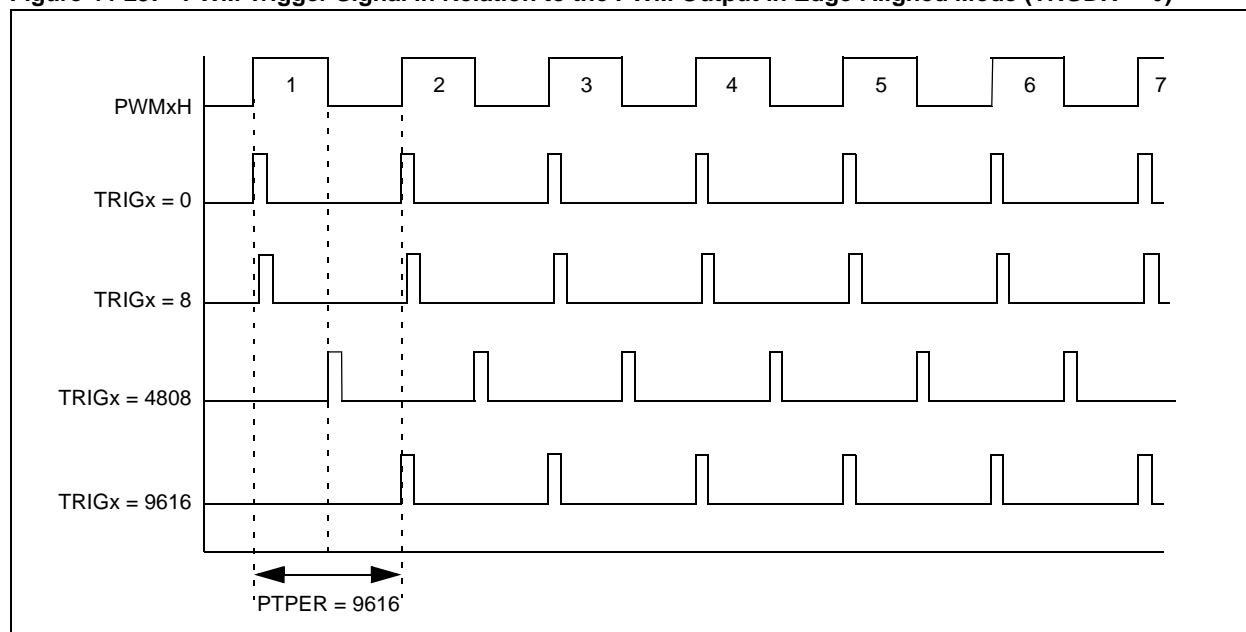 1 2 3 4 5 6 7
PWMxH
TRIGx = 0
TRIGx = 8
TRIGx = 4808
TRIGx = 9616
PTPER = 9616